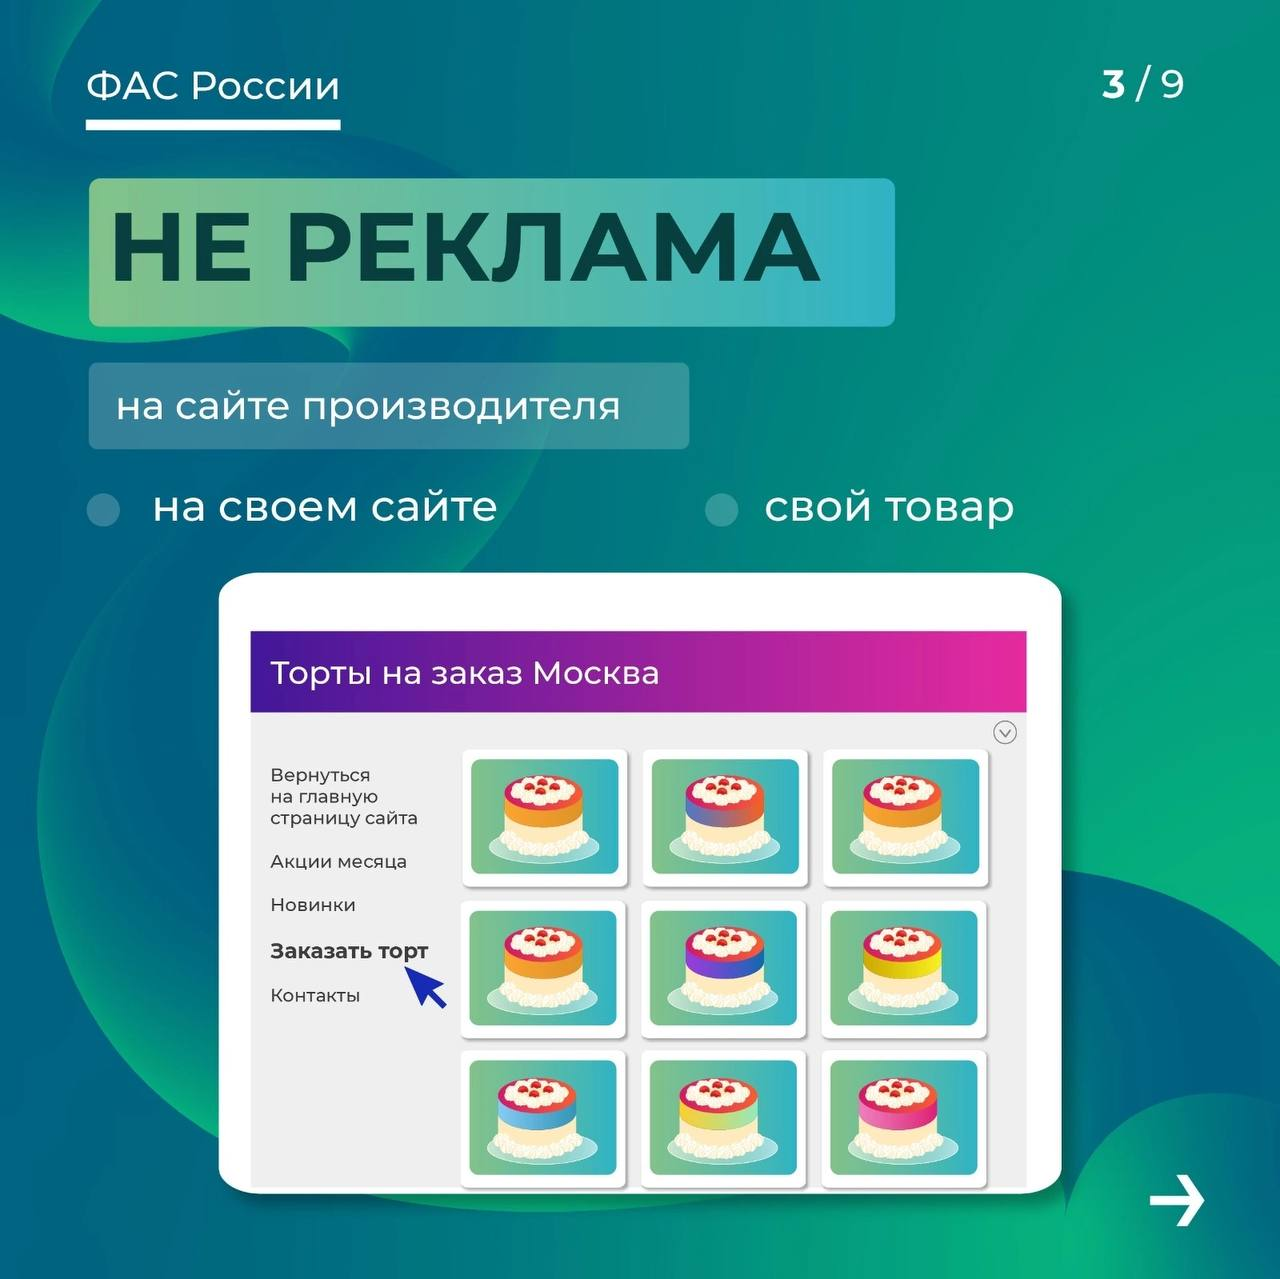 ФАС России
3 / 9
НЕ РЕКЛАМА
на сайте производителя
на своем сайте
свой товар
Торты на заказ Москва
Вернуться
на главную
страницу сайта
Акции месяца
Новинки
Заказать торт
Контакты